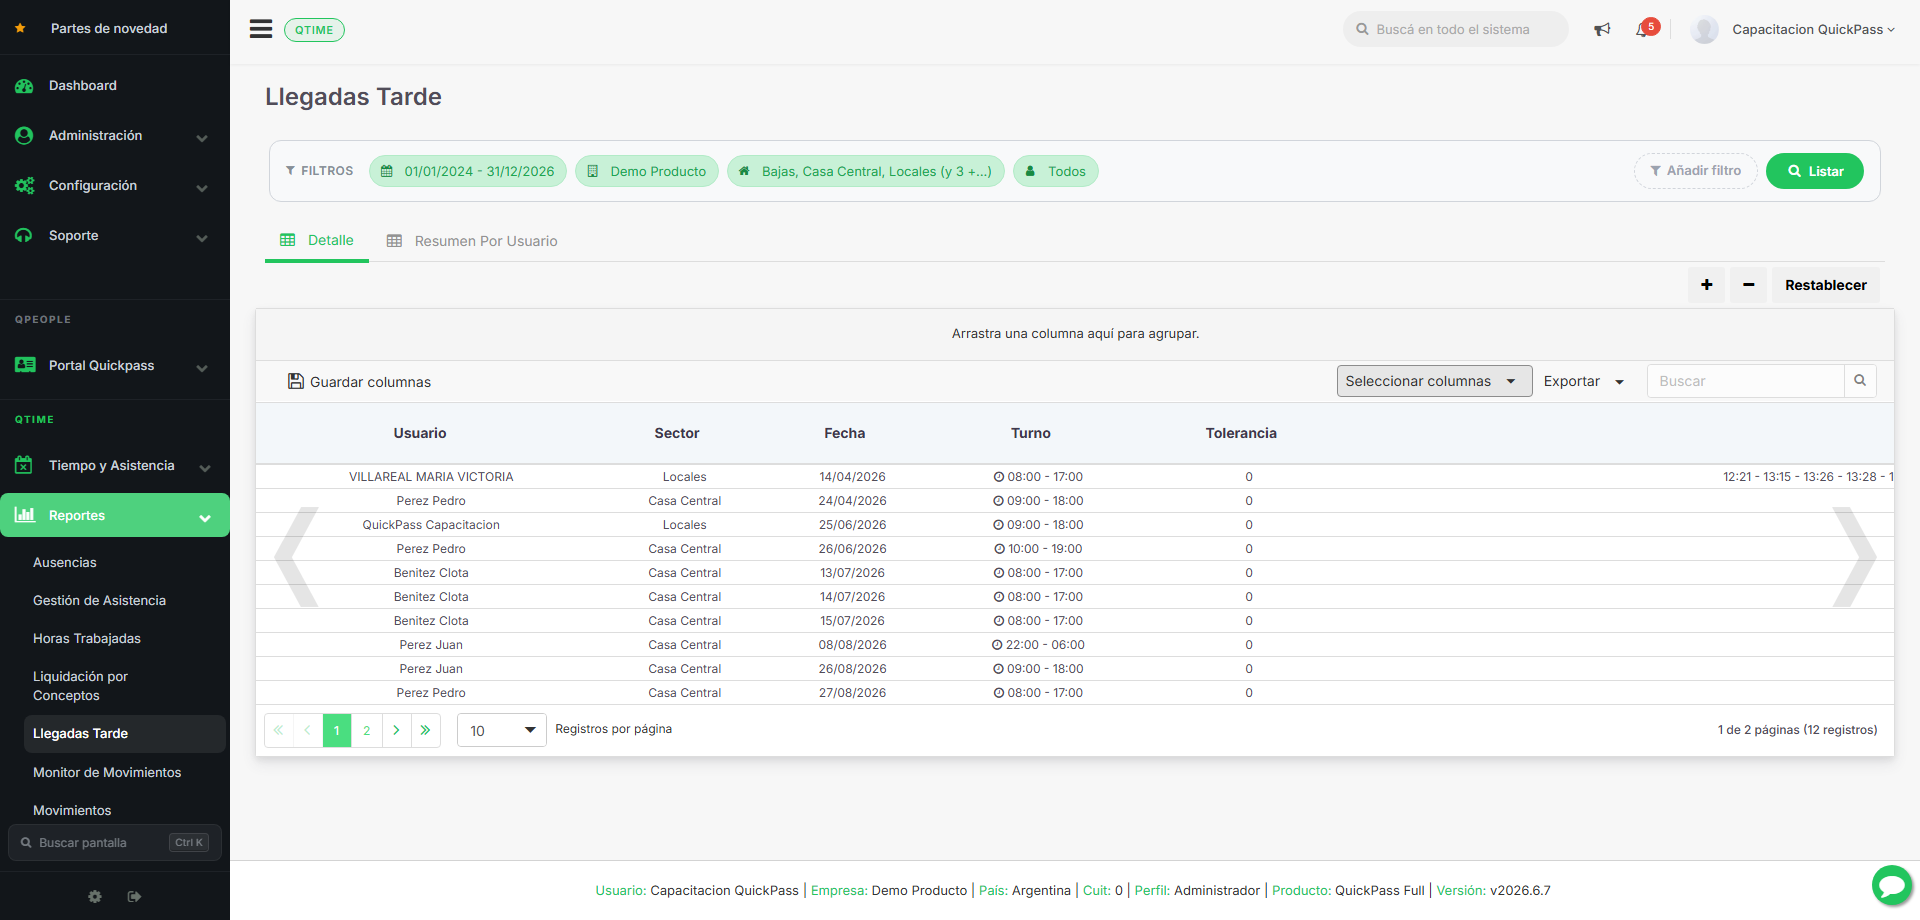 Partes de novedad
Dashboard
Administración
Configuración
Soporte
QPEOPLE
Portal Quickpass
QTIME
Tiempo y Asistencia
Reportes
Ausencias
Gestión de Asistencia
Horas Trabajadas
Liquidación por
Conceptos
Llegadas Tarde
Monitor de Movimientos
Movimientos
Buscar pantalla Ctrl K
QTIME
Buscá en todo el sistema
5
Capacitacion QuickPass
Llegadas Tarde
FILTROS 01/01/2024 - 31/12/2026 Demo Producto Bajas, Casa Central, Locales (y 3 +...) Todos Añadir filtro Listar
Detalle Resumen Por Usuario
+ - Restablecer
Arrastra una columna aquí para agrupar.
Guardar columnas Seleccionar columnas Exportar Buscar
Usuario Sector Fecha Turno Tolerancia
VILLAREAL MARIA VICTORIA Locales 14/04/2026 08:00 - 17:00 0 12:21 - 13:15 - 13:26 - 13:28 - 1
Perez Pedro Casa Central 24/04/2026 09:00 - 18:00 0
QuickPass Capacitacion Locales 25/06/2026 09:00 - 18:00 0
Perez Pedro Casa Central 26/06/2026 10:00 - 19:00 0
Benitez Clota Casa Central 13/07/2026 08:00 - 17:00 0
Benitez Clota Casa Central 14/07/2026 08:00 - 17:00 0
Benitez Clota Casa Central 15/07/2026 08:00 - 17:00 0
Perez Juan Casa Central 08/08/2026 22:00 - 06:00 0
Perez Juan Casa Central 26/08/2026 09:00 - 18:00 0
Perez Pedro Casa Central 27/08/2026 08:00 - 17:00 0
« ‹ 1 2 › » 10 Registros por página 1 de 2 páginas (12 registros)
Usuario: Capacitacion QuickPass | Empresa: Demo Producto | País: Argentina | Cuit: 0 | Perfil: Administrador | Producto: QuickPass Full | Versión: v2026.6.7